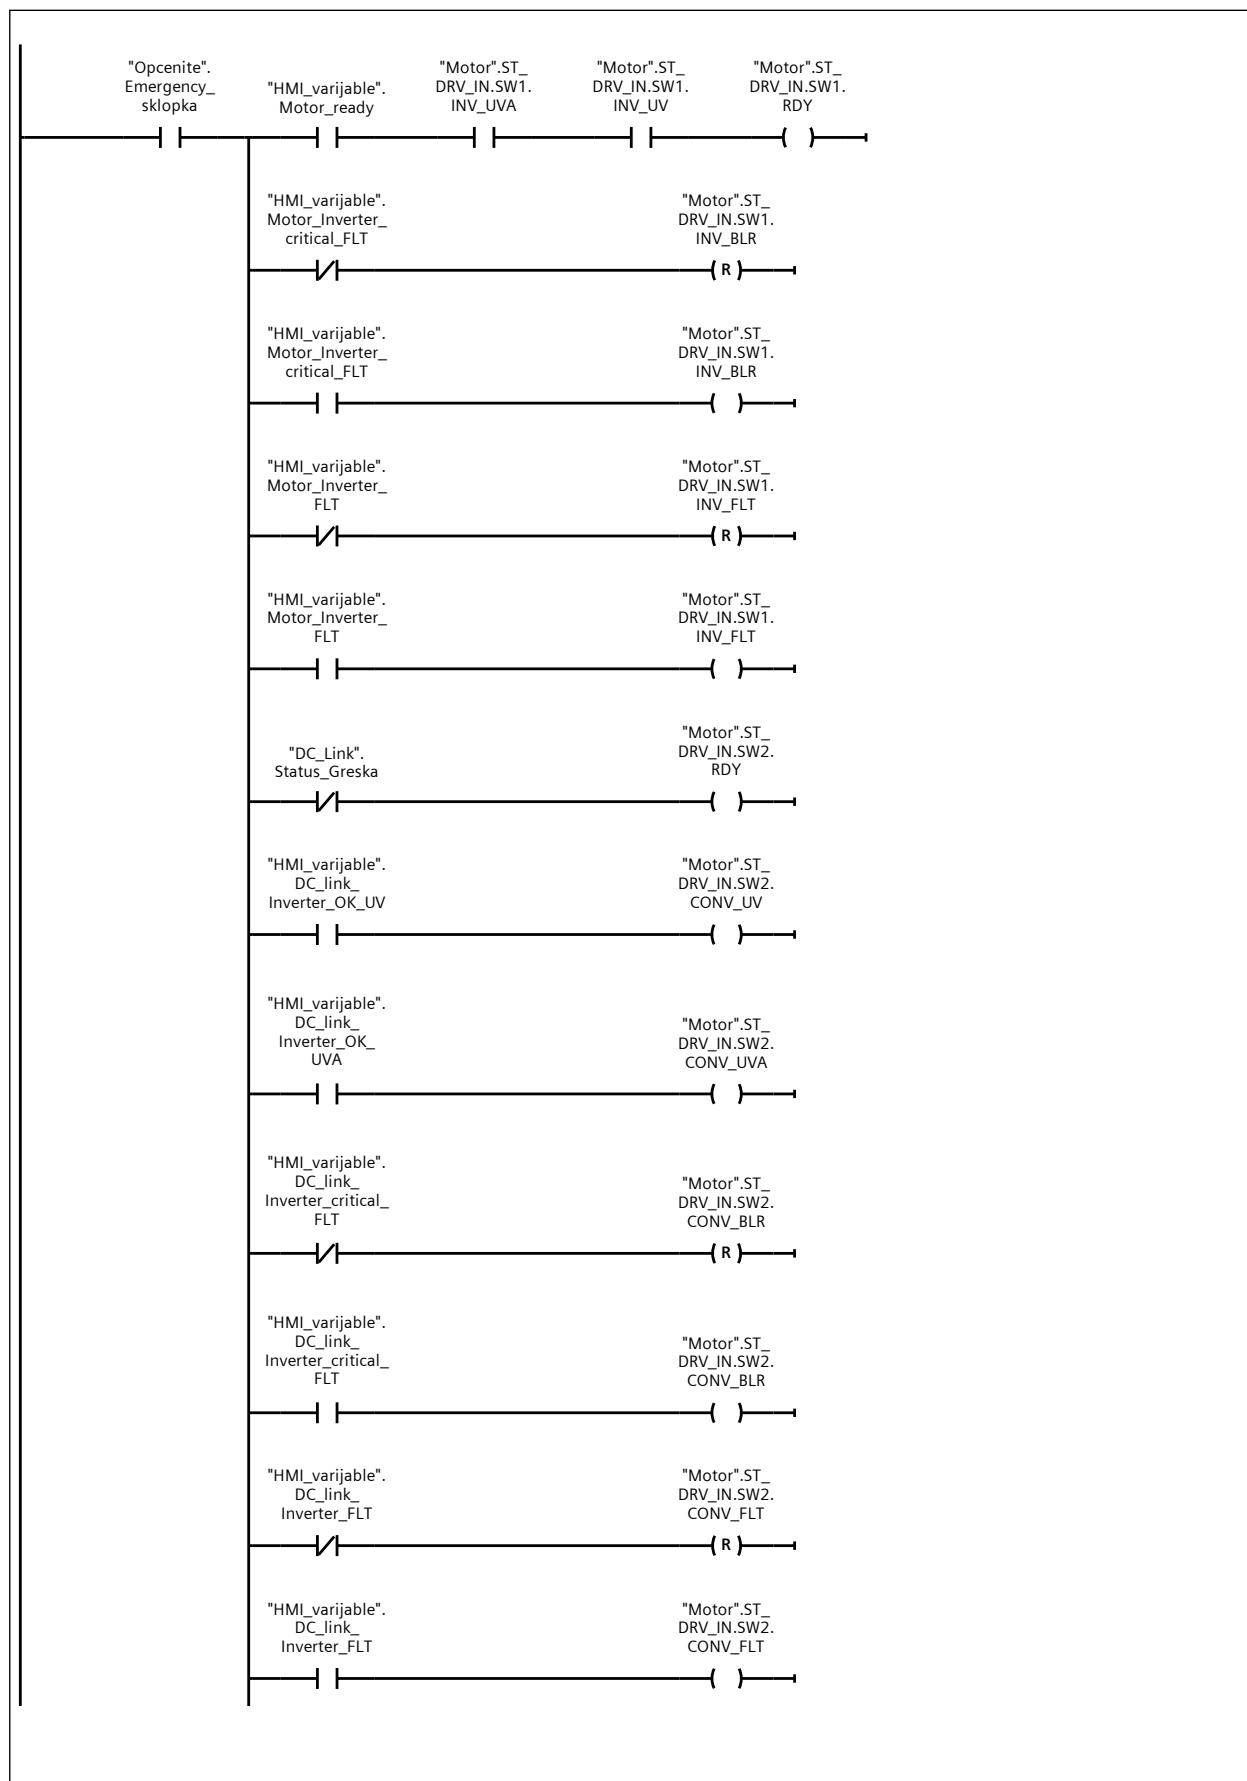 "Opcenite".
Emergency_
sklopka
"HMI_varijable".
Motor_ready
"Motor".ST_
DRV_IN.SW1.
INV_UVA
"Motor".ST_
DRV_IN.SW1.
INV_UV
"Motor".ST_
DRV_IN.SW1.
RDY
"HMI_varijable".
Motor_Inverter_
critical_FLT
"Motor".ST_
DRV_IN.SW1.
INV_BLR
R
"HMI_varijable".
Motor_Inverter_
critical_FLT
"Motor".ST_
DRV_IN.SW1.
INV_BLR
"HMI_varijable".
Motor_Inverter_
FLT
"Motor".ST_
DRV_IN.SW1.
INV_FLT
R
"HMI_varijable".
Motor_Inverter_
FLT
"Motor".ST_
DRV_IN.SW1.
INV_FLT
"DC_Link".
Status_Greska
"Motor".ST_
DRV_IN.SW2.
RDY
"HMI_varijable".
DC_link_
Inverter_OK_UV
"Motor".ST_
DRV_IN.SW2.
CONV_UV
"HMI_varijable".
DC_link_
Inverter_OK_
UVA
"Motor".ST_
DRV_IN.SW2.
CONV_UVA
"HMI_varijable".
DC_link_
Inverter_critical_
FLT
"Motor".ST_
DRV_IN.SW2.
CONV_BLR
R
"HMI_varijable".
DC_link_
Inverter_critical_
FLT
"Motor".ST_
DRV_IN.SW2.
CONV_BLR
"HMI_varijable".
DC_link_
Inverter_FLT
"Motor".ST_
DRV_IN.SW2.
CONV_FLT
R
"HMI_varijable".
DC_link_
Inverter_FLT
"Motor".ST_
DRV_IN.SW2.
CONV_FLT